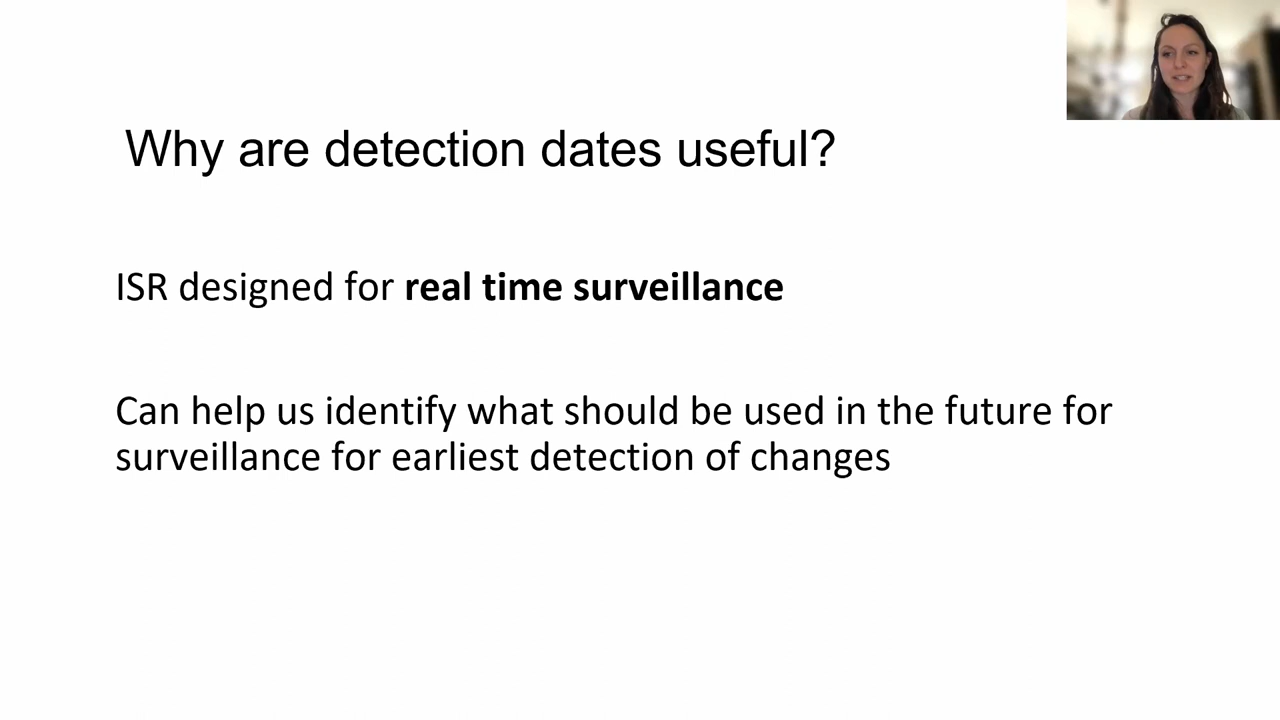 Why are detection dates useful?
ISR designed for real time surveillance
Can help us identify what should be used in the future for
surveillance for earliest detection of changes